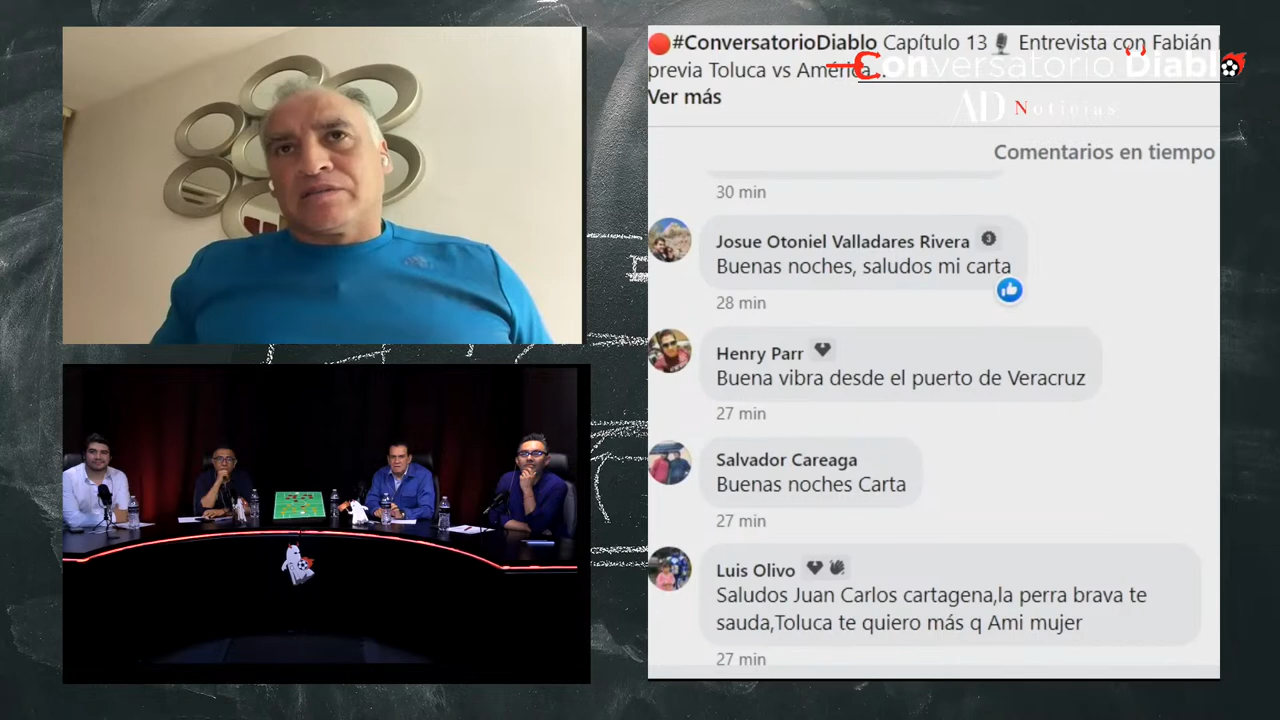 🔴#ConversatorioDiablo Capítulo 13🎙 Entrevista con Fabián
previa Toluca vs América...
Ver más
Conversatorio Diablo
AD Noticias
Comentarios en tiempo
30 min
Josue Otoniel Valladares Rivera
Buenas noches, saludos mi carta
28 min
Henry Parr
Buena vibra desde el puerto de Veracruz
27 min
Salvador Careaga
Buenas noches Carta
27 min
Luis Olivo
Saludos Juan Carlos cartagena,la perra brava te
sauda,Toluca te quiero más q Ami mujer
27 min